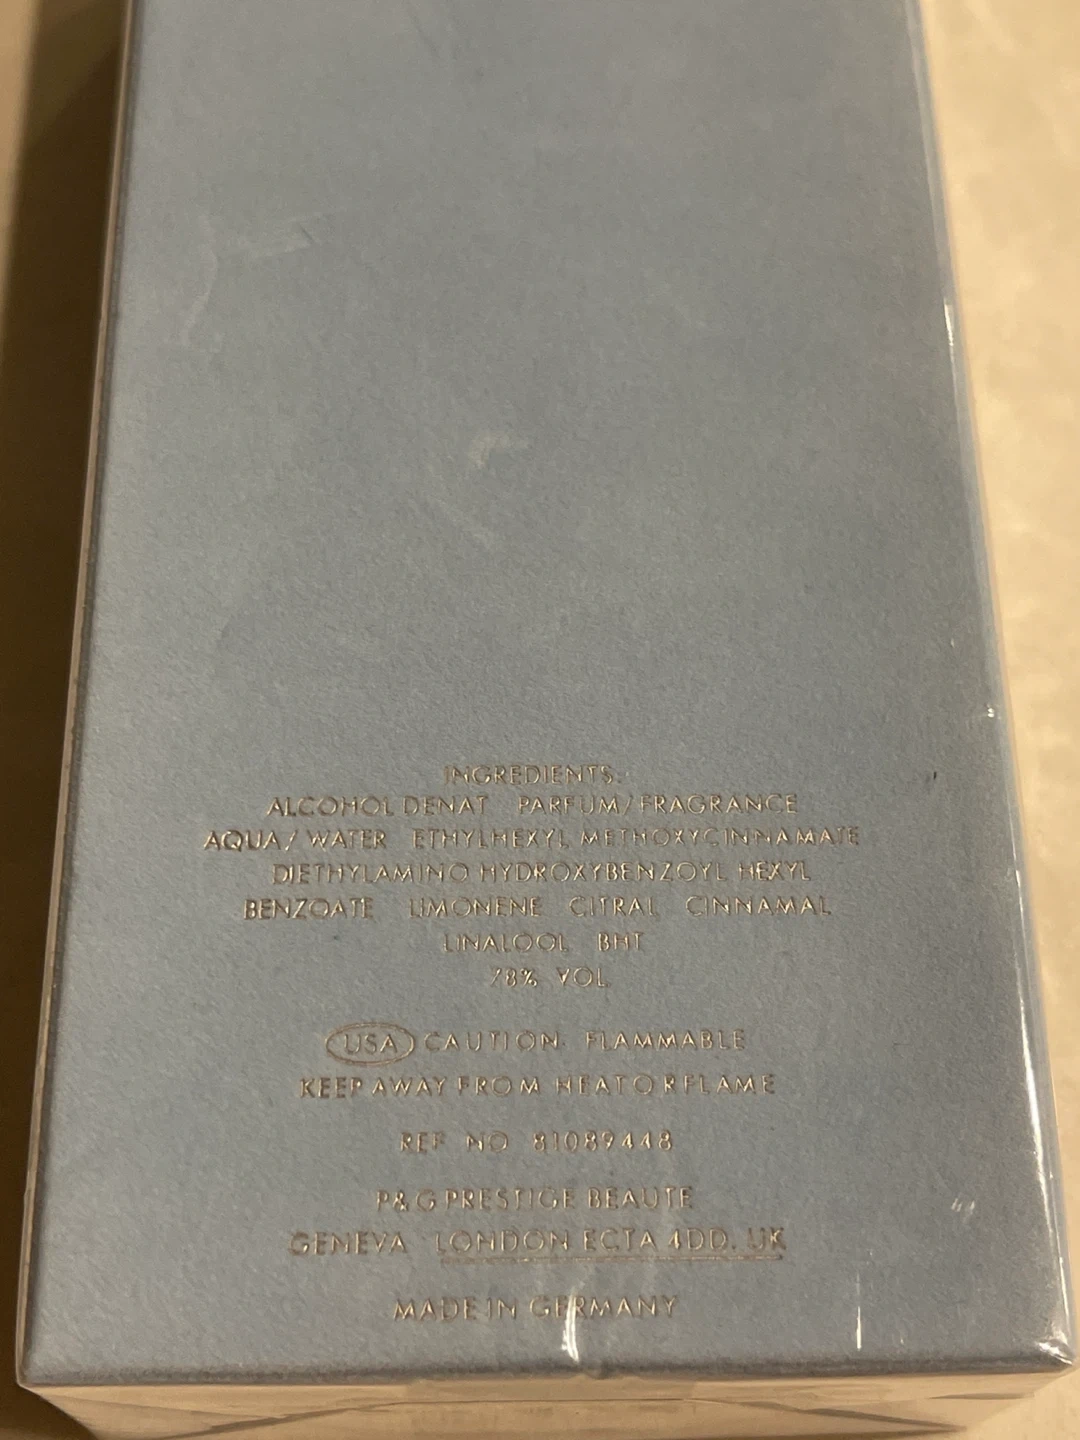 INGREDIENTS:
ALCOHOL DENAT PARFUM/FRAGRANCE
AQUA/WATER ETHYLHEXYL METHOXYCINNAMATE
DIETHYLAMINO HYDROXYBENZOYL HEXYL
BENZOATE LIMONENE CITRAL CINNAMAL
LINALOOL BHT
78% VOL
USA CAUTION FLAMMABLE
KEEP AWAY FROM HEAT OR FLAME
REF NO 81089448
P&G PRESTIGE BEAUTE
GENEVA LONDON EC1A 4DD, UK
MADE IN GERMANY